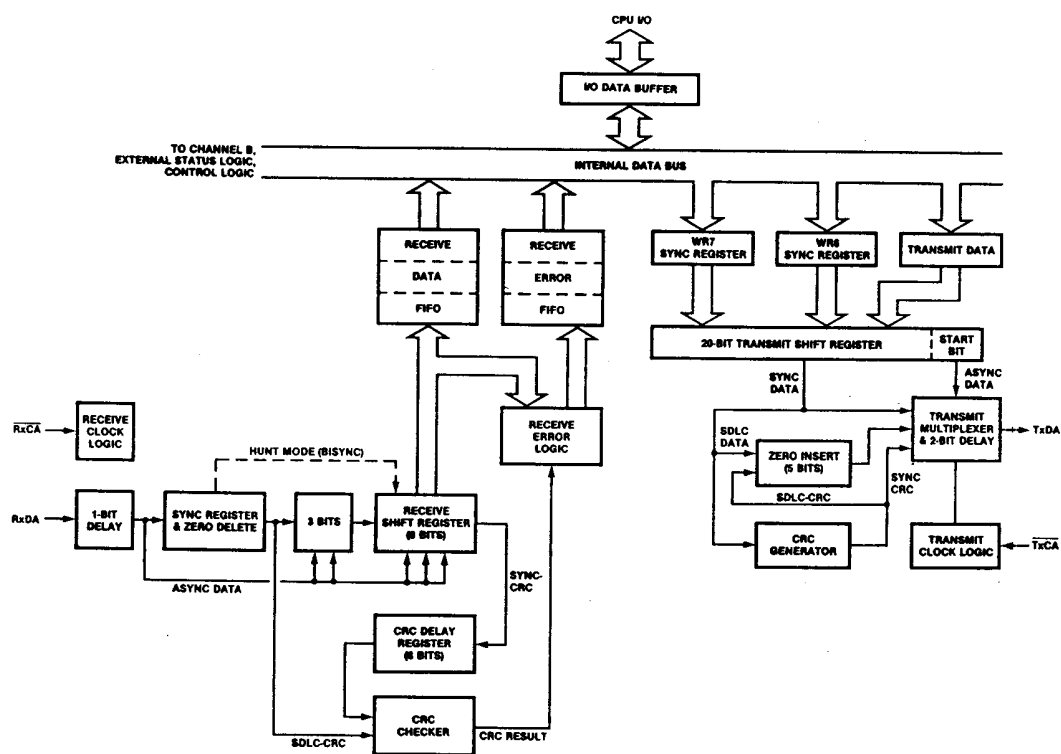 CPU I/O
I/O DATA BUFFER
TO CHANNEL B,
EXTERNAL STATUS LOGIC,
CONTROL LOGIC
INTERNAL DATA BUS
RECEIVE
DATA
FIFO
RECEIVE
ERROR
FIFO
WR7
SYNC REGISTER
WR6
SYNC REGISTER
TRANSMIT DATA
20-BIT TRANSMIT SHIFT REGISTER
START
BIT
SYNC
DATA
ASYNC
DATA
RxCA
RECEIVE
CLOCK
LOGIC
RECEIVE
ERROR
LOGIC
TRANSMIT
MULTIPLEXER
& 2-BIT DELAY
TxDA
HUNT MODE (BISYNC)
SDLC
DATA
ZERO INSERT
(5 BITS)
SYNC
CRC
SDLC-CRC
RxDA
1-BIT
DELAY
SYNC REGISTER
& ZERO DELETE
3 BITS
RECEIVE
SHIFT REGISTER
(8 BITS)
CRC
GENERATOR
TRANSMIT
CLOCK LOGIC
TxCA
ASYNC DATA
SYNC-
CRC
CRC DELAY
REGISTER
(8 BITS)
CRC
CHECKER
SDLC-CRC
CRC RESULT